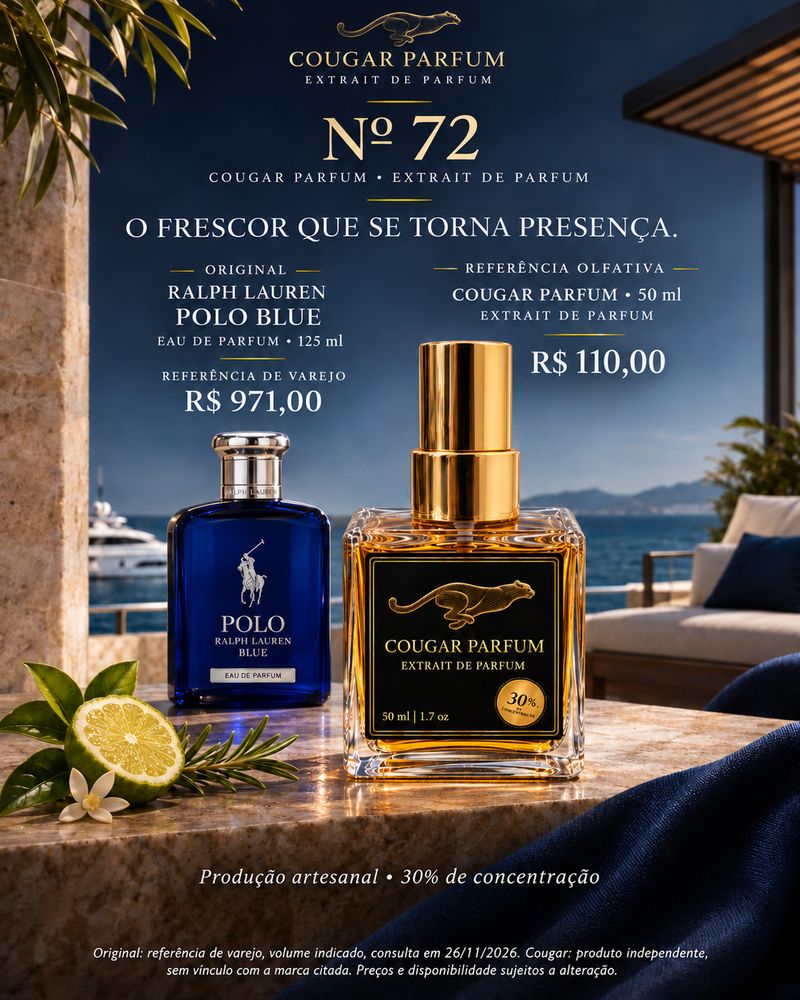 COUGAR PARFUM
EXTRAIT DE PARFUM
Nº 72
COUGAR PARFUM • EXTRAIT DE PARFUM
O FRESCOR QUE SE TORNA PRESENÇA.
ORIGINAL
RALPH LAUREN
POLO BLUE
EAU DE PARFUM • 125 ml
REFERÊNCIA DE VAREJO
R$ 971,00
REFERÊNCIA OLFATIVA
COUGAR PARFUM • 50 ml
EXTRAIT DE PARFUM
R$ 110,00
RALPH LAUREN
POLO
RALPH LAUREN
BLUE
EAU DE PARFUM
COUGAR PARFUM
EXTRAIT DE PARFUM
30%
DE
CONCENTRAÇÃO
50 ml | 1.7 oz
Produção artesanal • 30% de concentração
Original: referência de varejo, volume indicado, consulta em 26/11/2026. Cougar: produto independente,
sem vínculo com a marca citada. Preços e disponibilidade sujeitos a alteração.